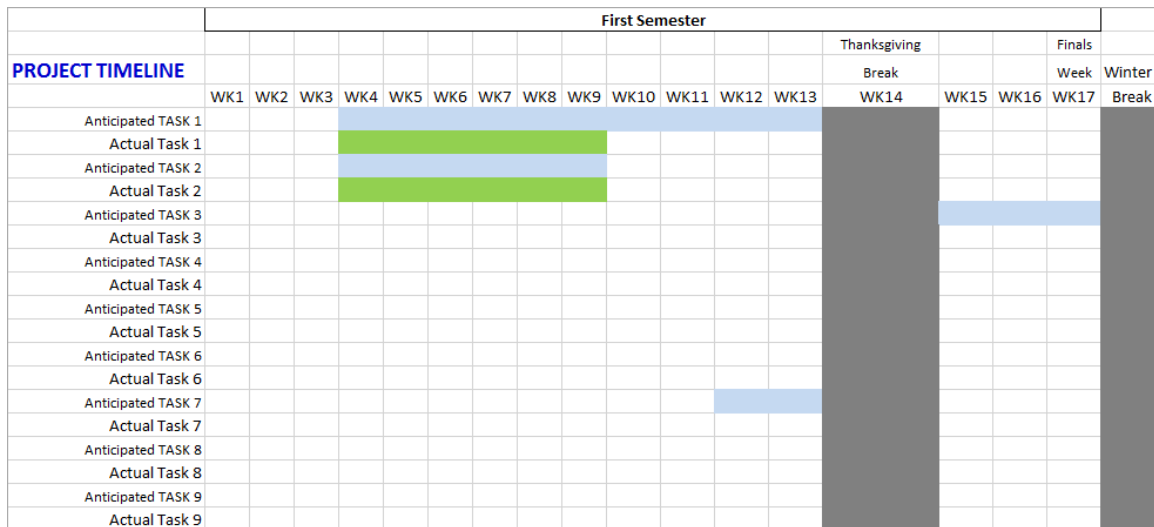 First Semester
Thanksgiving Finals
PROJECT TIMELINE Break Week Winter
WK1 WK2 WK3 WK4 WK5 WK6 WK7 WK8 WK9 WK10 WK11 WK12 WK13 WK14 WK15 WK16 WK17 Break
Anticipated TASK 1
Actual Task 1
Anticipated TASK 2
Actual Task 2
Anticipated TASK 3
Actual Task 3
Anticipated TASK 4
Actual Task 4
Anticipated TASK 5
Actual Task 5
Anticipated TASK 6
Actual Task 6
Anticipated TASK 7
Actual Task 7
Anticipated TASK 8
Actual Task 8
Anticipated TASK 9
Actual Task 9